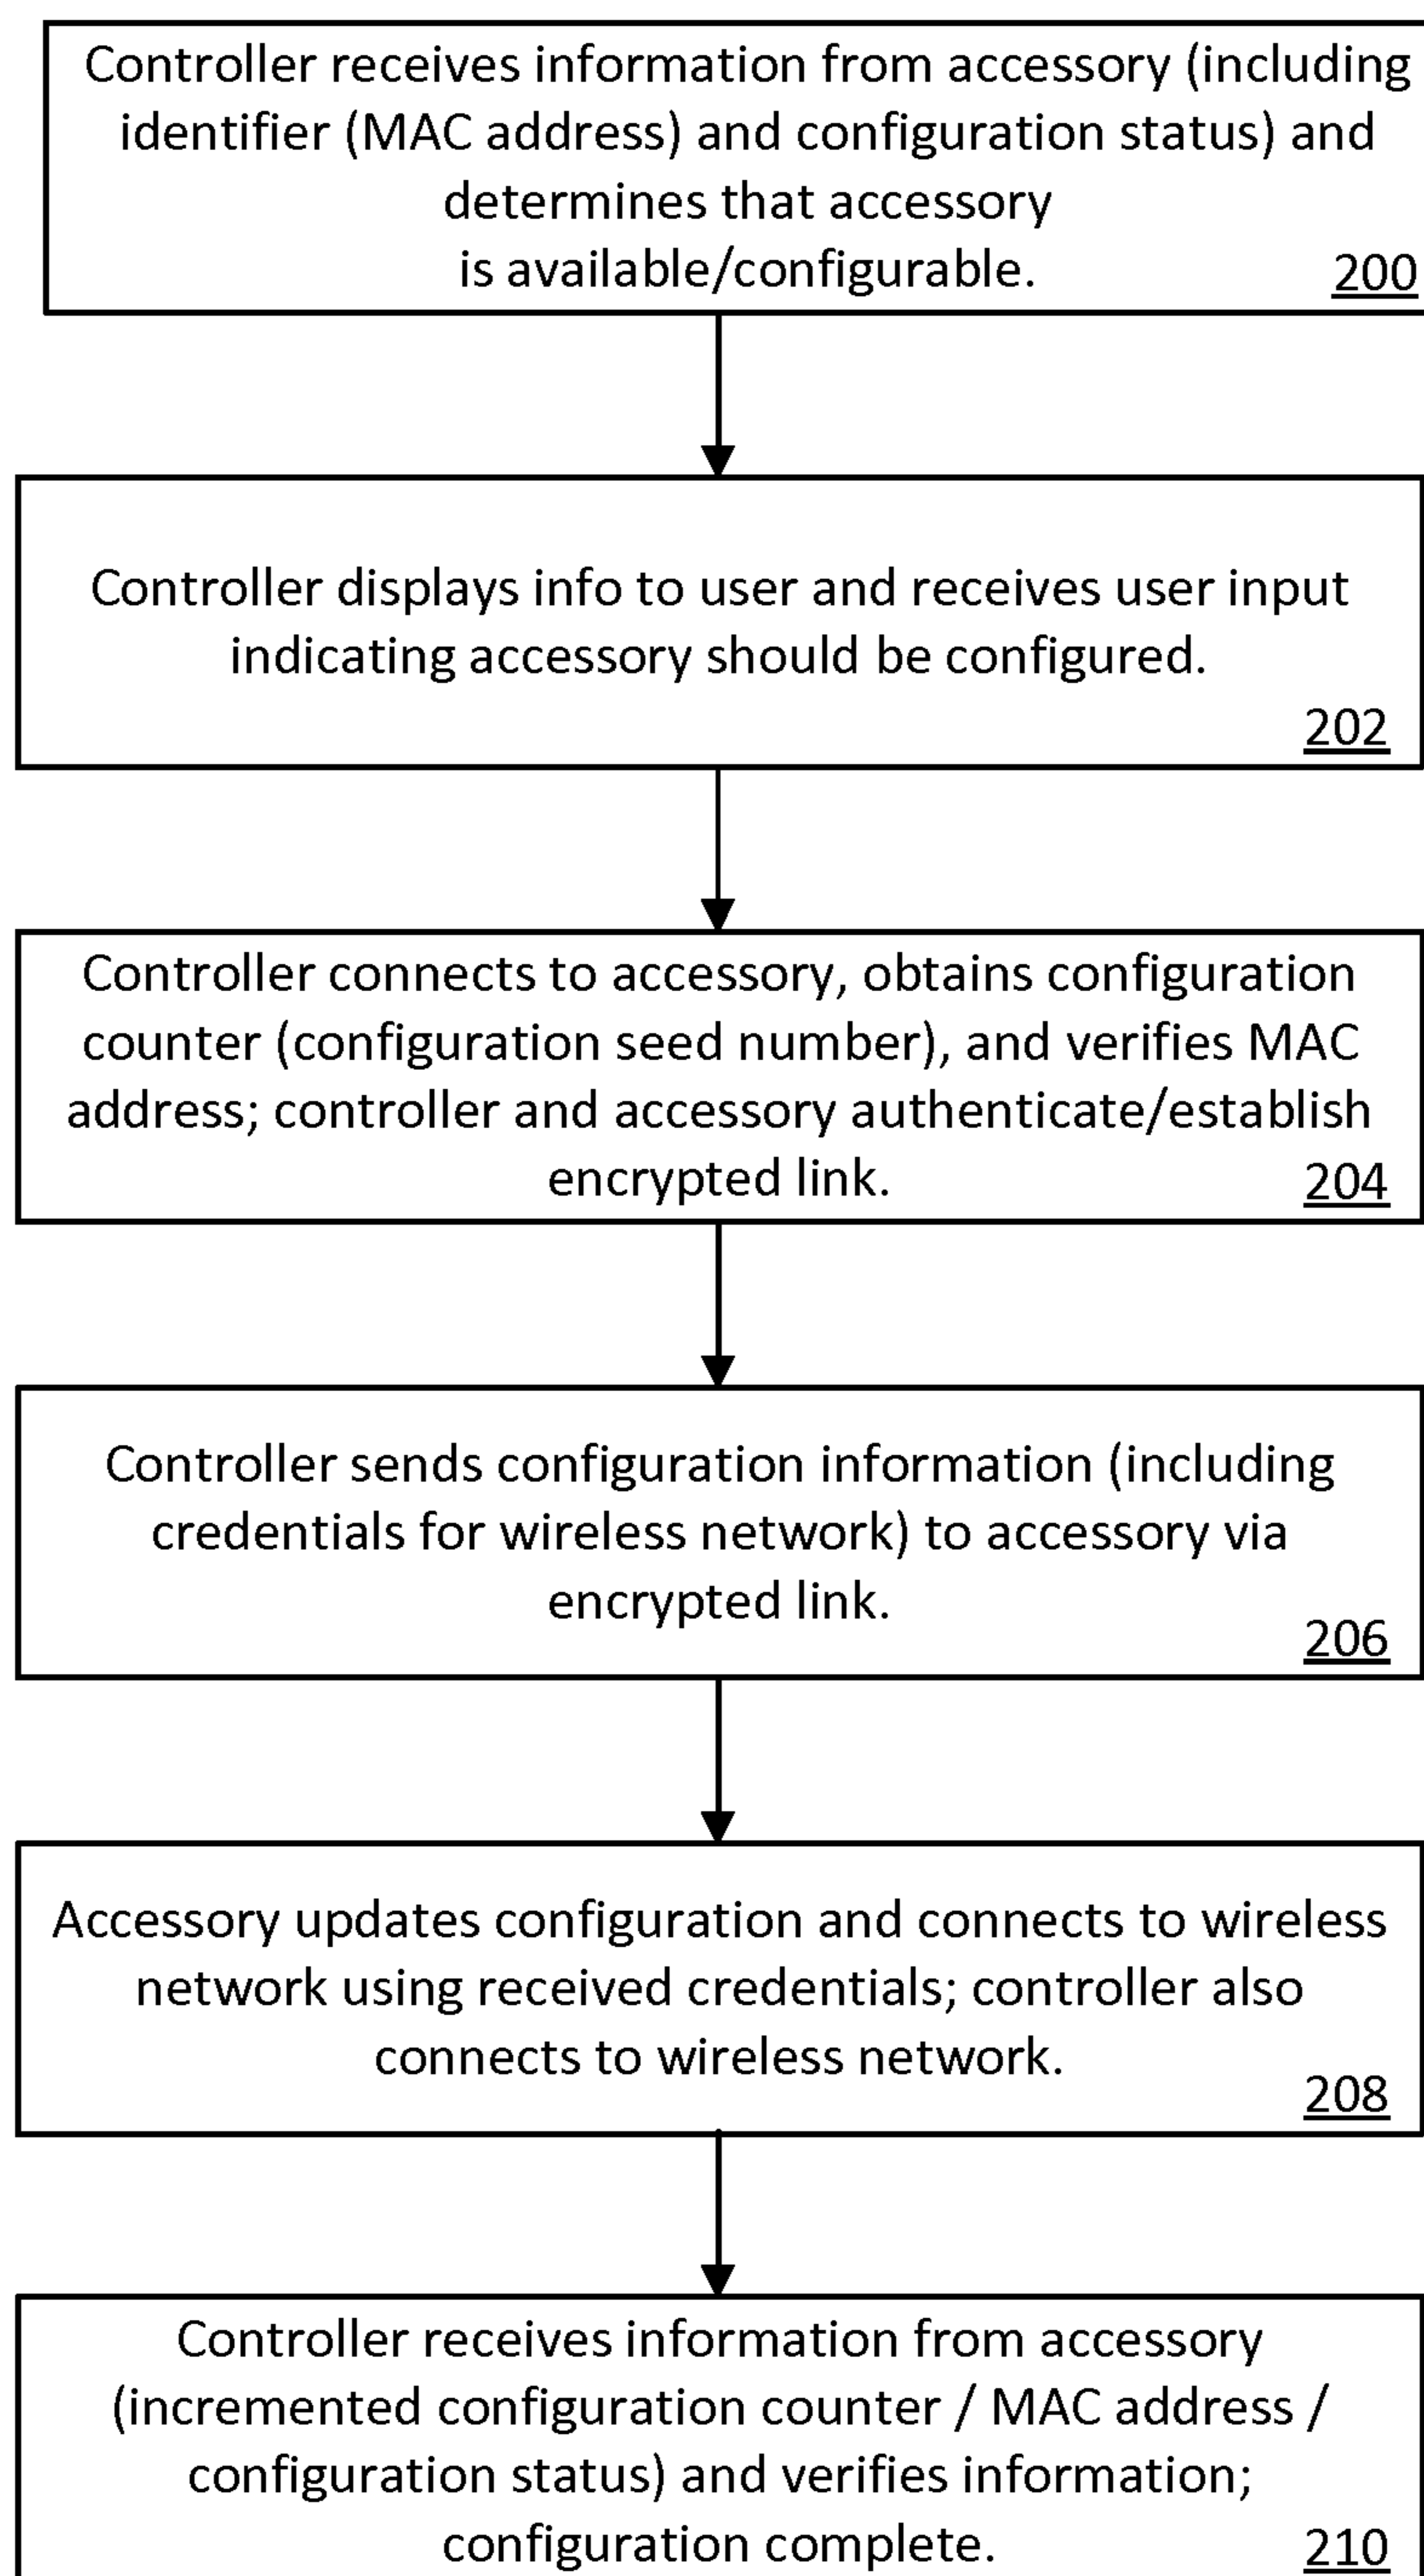 Controller receives information from accessory (including
identifier (MAC address) and configuration status) and
determines that accessory
is available/configurable.
200
Controller displays info to user and receives user input
indicating accessory should be configured.
202
Controller connects to accessory, obtains configuration
counter (configuration seed number), and verifies MAC
address; controller and accessory authenticate/establish
encrypted link.
204
Controller sends configuration information (including
credentials for wireless network) to accessory via
encrypted link.
206
Accessory updates configuration and connects to wireless
network using received credentials; controller also
connects to wireless network.
208
Controller receives information from accessory
(incremented configuration counter / MAC address /
configuration status) and verifies information;
configuration complete.
210